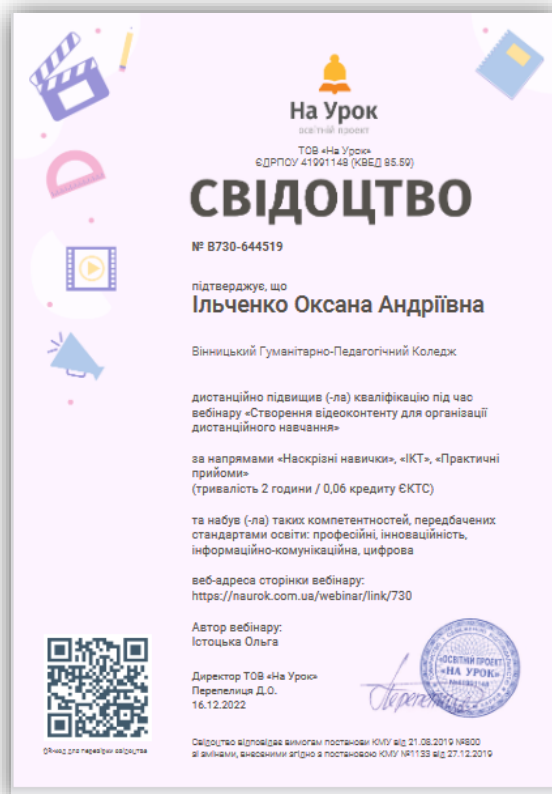 На Урок
освітній проект
ТОВ «На Урок»
ЄДРПОУ 41991148 (КВЕД 85.59)
СВІДОЦТВО
№ В730-644519
підтверджує, що
Ільченко Оксана Андріївна
Вінницький Гуманітарно-Педагогічний Коледж
дистанційно підвищив (-ла) кваліфікацію під час
вебінару «Створення відеоконтенту для організації
дистанційного навчання»
за напрямами «Наскрізні навички», «ІКТ», «Практичні
прийоми»
(тривалість 2 години / 0,06 кредиту ЄКТС)
та набув (-ла) таких компетентностей, передбачених
стандартами освіти: професійні, інноваційність,
інформаційно-комунікаційна, цифрова
веб-адреса сторінки вебінару:
https://naurok.com.ua/webinar/link/730
Автор вебінару:
Істоцька Ольга
Директор ТОВ «На Урок»
Перепелиця Д.О.
16.12.2022
«ОСВІТНІЙ ПРОЕКТ
«НА УРОК»
QR-код для перевірки свідоцтва
Свідоцтво відповідає вимогам постанови КМУ від 21.08.2019 №800
зі змінами, внесеними згідно з постановою КМУ №1133 від 27.12.2019